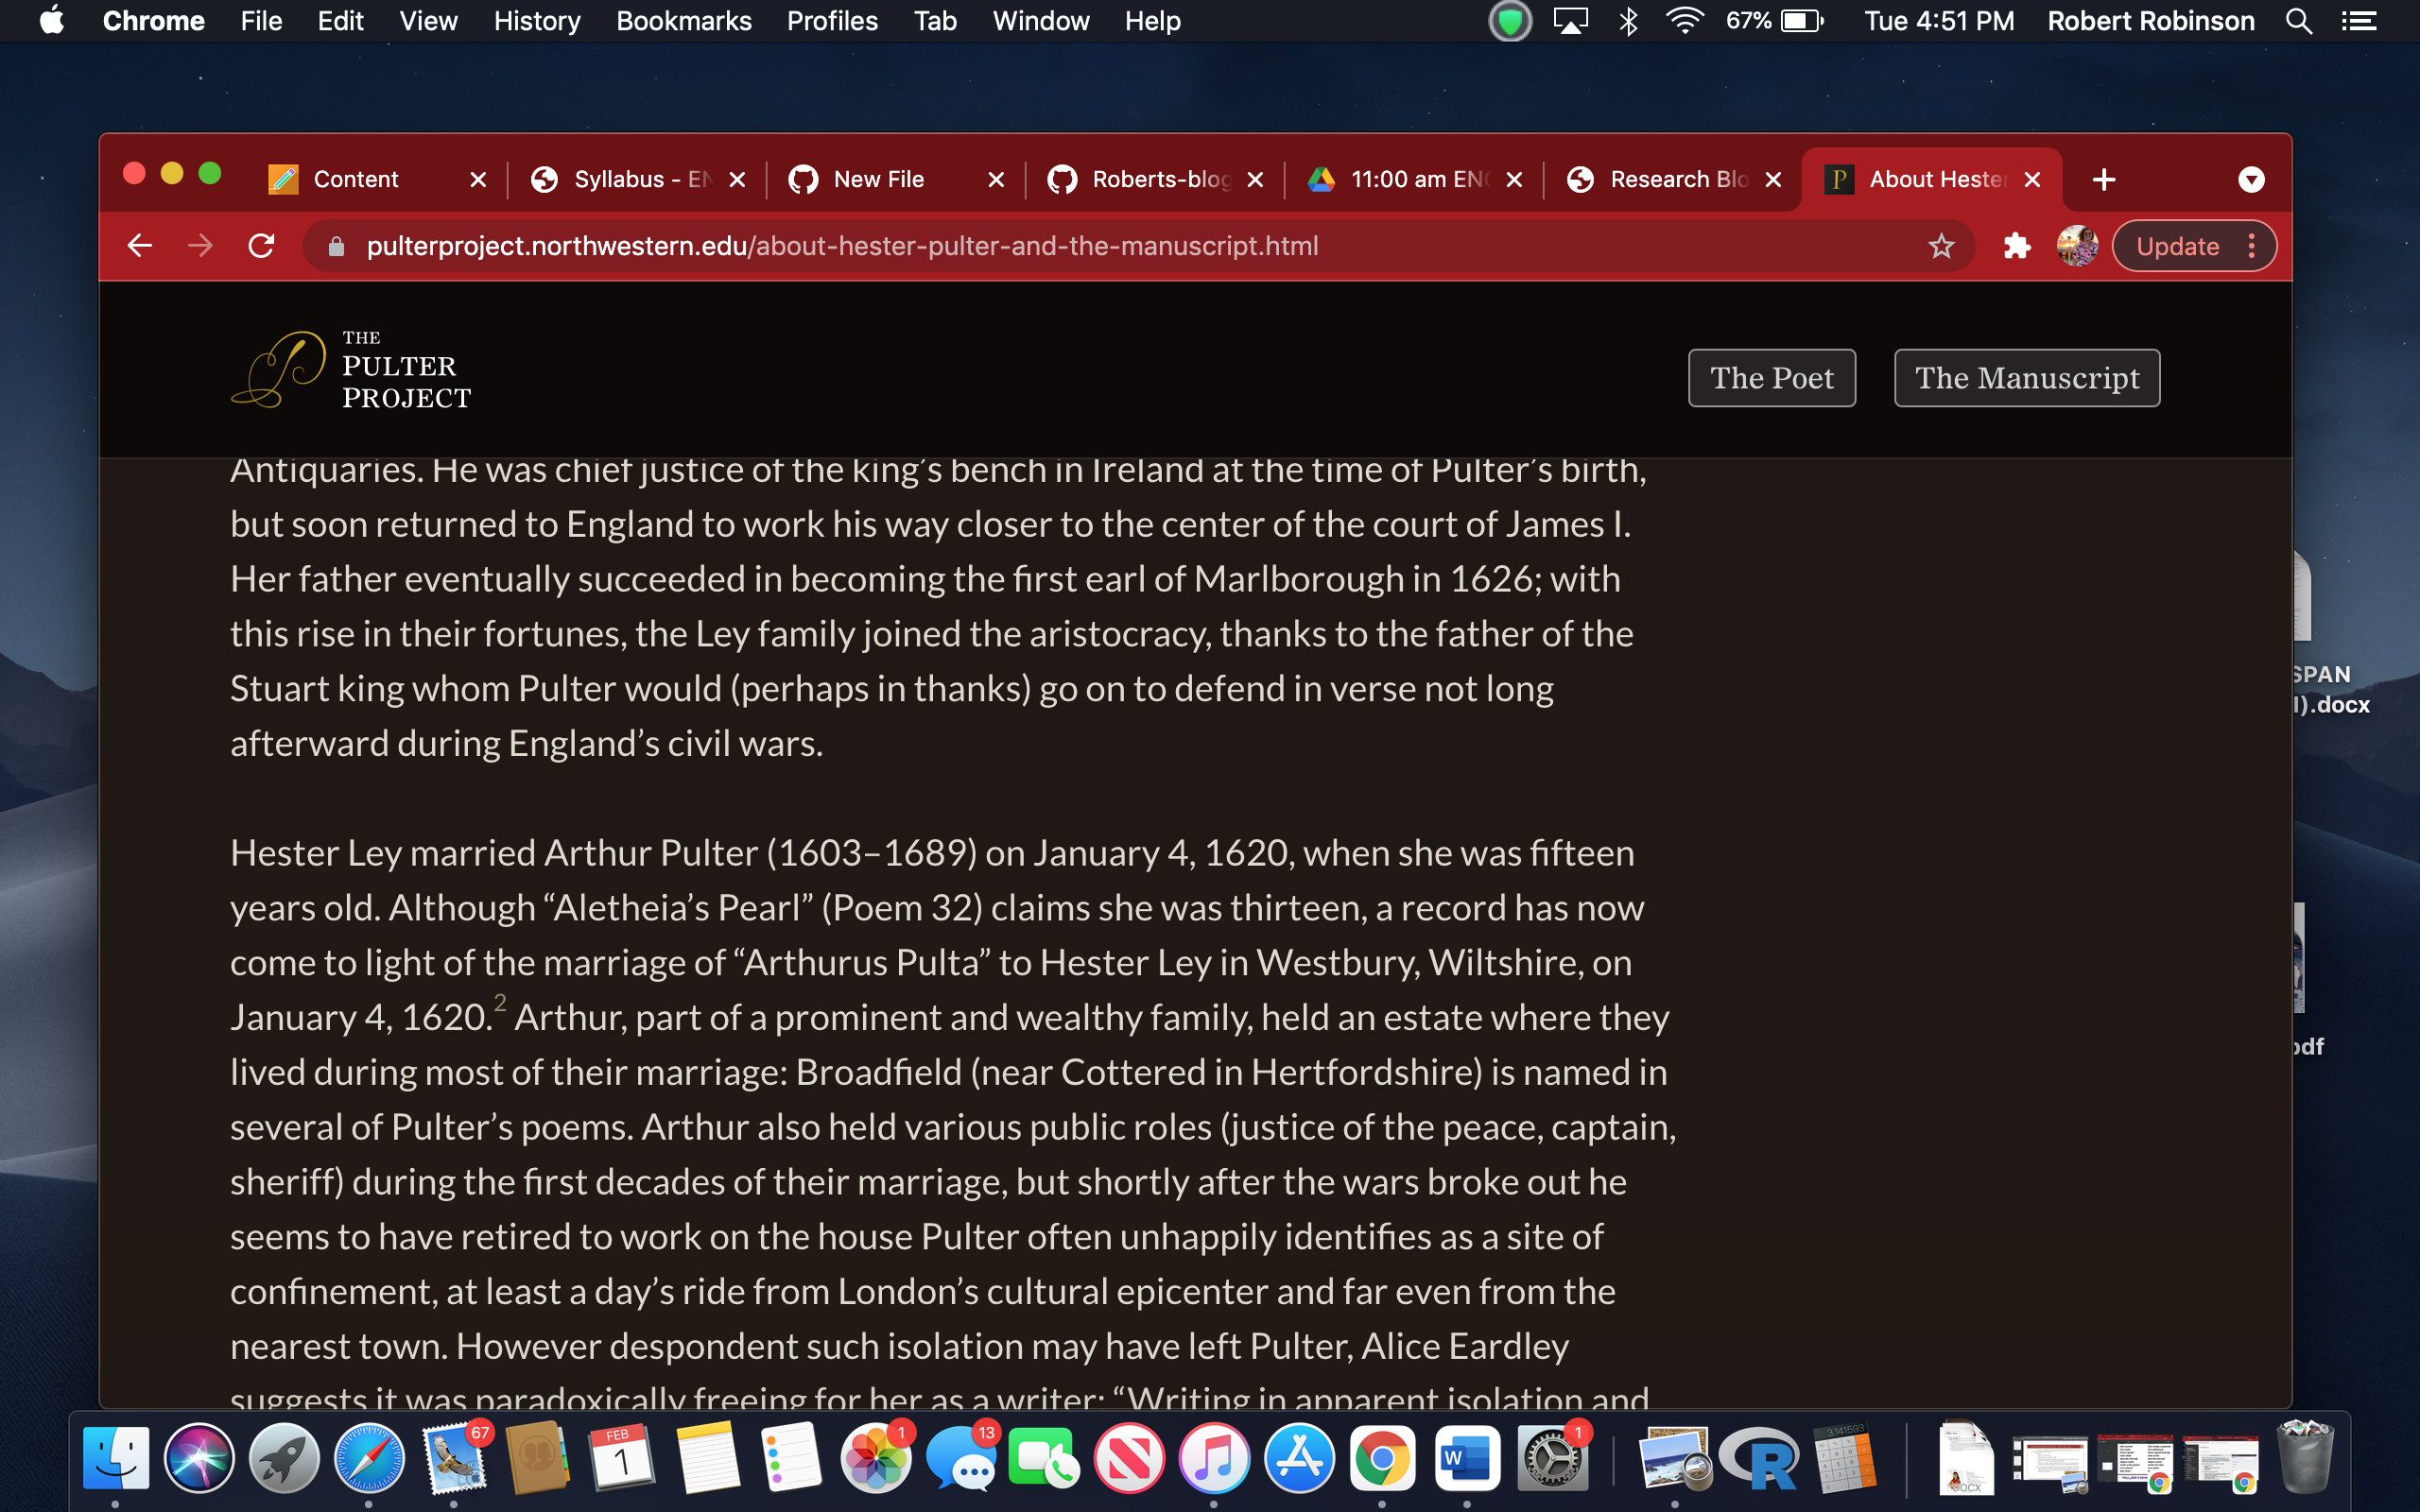 Chrome File Edit View History Bookmarks Profiles Tab Window Help 67% Tue 4:51 PM Robert Robinson
Content Syllabus - EN New File Roberts-blog 11:00 am ENG Research Blo P About Hester
pulterproject.northwestern.edu/about-hester-pulter-and-the-manuscript.html Update
THE
PULTER
PROJECT
The Poet The Manuscript
Antiquaries. He was chief justice of the king’s bench in Ireland at the time of Pulter’s birth,
but soon returned to England to work his way closer to the center of the court of James I.
Her father eventually succeeded in becoming the first earl of Marlborough in 1626; with
this rise in their fortunes, the Ley family joined the aristocracy, thanks to the father of the
Stuart king whom Pulter would (perhaps in thanks) go on to defend in verse not long
afterward during England’s civil wars.
Hester Ley married Arthur Pulter (1603–1689) on January 4, 1620, when she was fifteen
years old. Although “Aletheia’s Pearl” (Poem 32) claims she was thirteen, a record has now
come to light of the marriage of “Arthurus Pulta” to Hester Ley in Westbury, Wiltshire, on
January 4, 1620.2 Arthur, part of a prominent and wealthy family, held an estate where they
lived during most of their marriage: Broadfield (near Cottered in Hertfordshire) is named in
several of Pulter’s poems. Arthur also held various public roles (justice of the peace, captain,
sheriff) during the first decades of their marriage, but shortly after the wars broke out he
seems to have retired to work on the house Pulter often unhappily identifies as a site of
confinement, at least a day’s ride from London’s cultural epicenter and far even from the
nearest town. However despondent such isolation may have left Pulter, Alice Eardley
suggests it was paradoxically freeing for her as a writer: “Writing in apparent isolation and
SPAN
I).docx
pdf
67 FEB 1 1 13 W 1 R 3.141593 DOCX